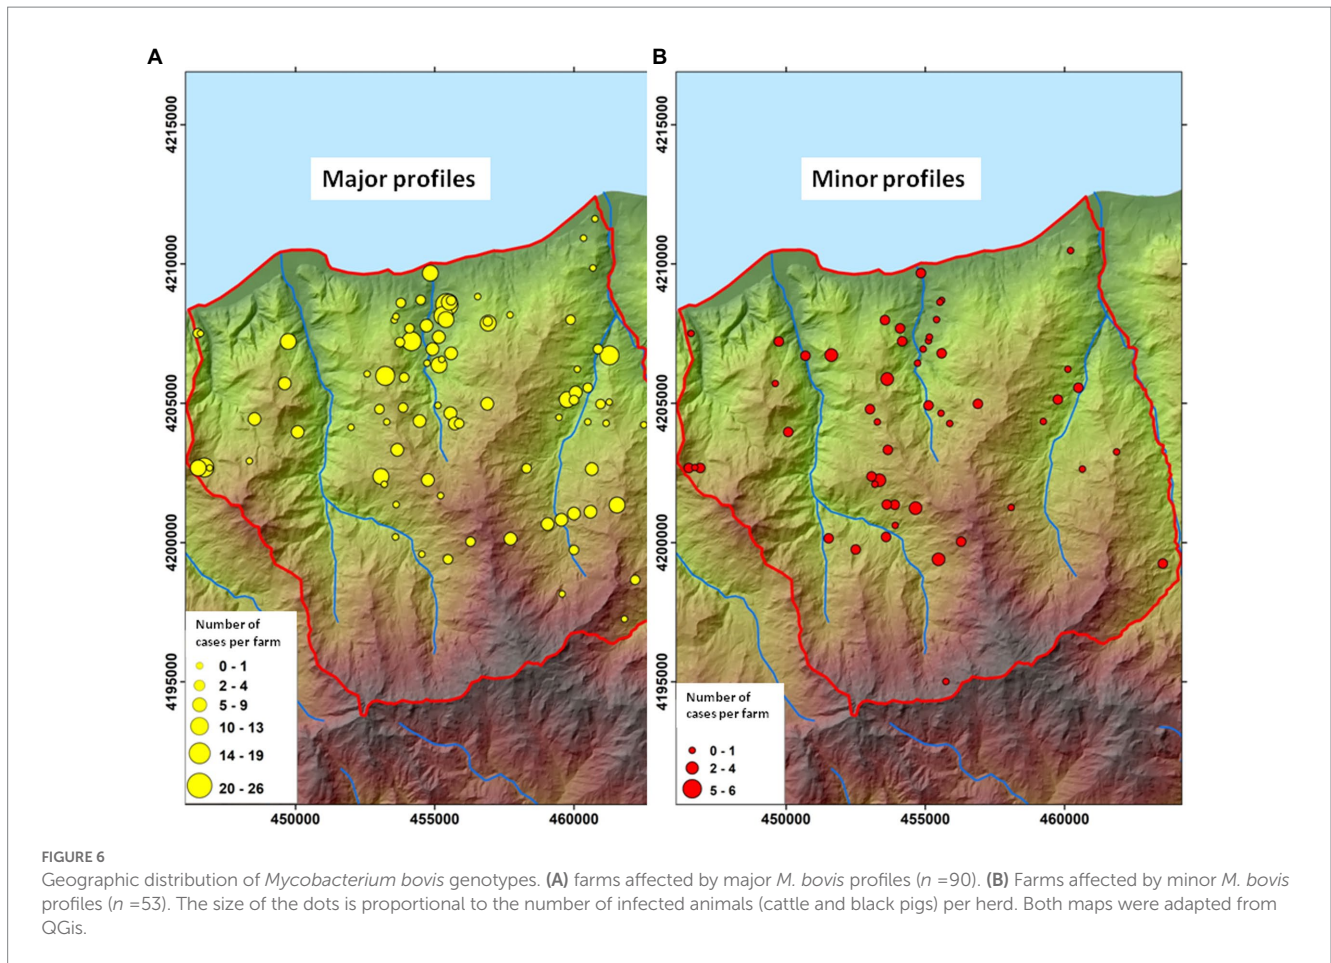 A
B
Major profiles
Minor profiles
4215000
4210000
4205000
4200000
4195000
Number of
cases per farm
0 - 1
2 - 4
5 - 9
10 - 13
14 - 19
20 - 26
450000
455000
460000
4215000
4210000
4205000
4200000
4195000
Number of
cases per farm
0 - 1
2 - 4
5 - 6
450000
455000
460000
FIGURE 6
Geographic distribution of Mycobacterium bovis genotypes. (A) farms affected by major M. bovis profiles (n =90). (B) Farms affected by minor M. bovis
profiles (n =53). The size of the dots is proportional to the number of infected animals (cattle and black pigs) per herd. Both maps were adapted from
QGis.